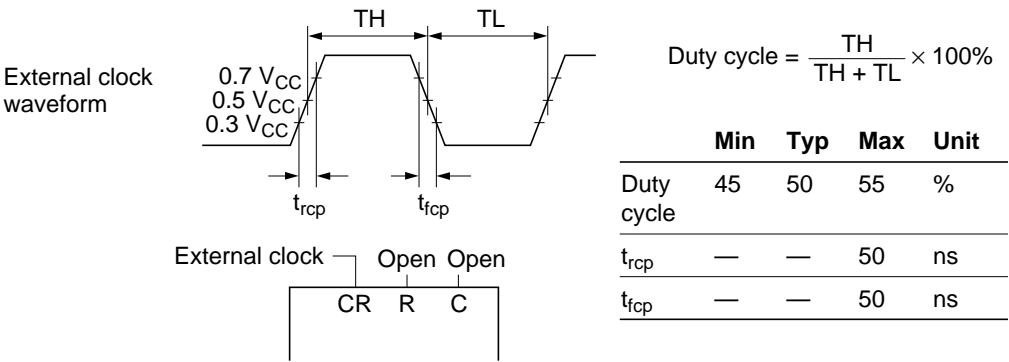 TH TL
External clock
waveform
0.7 VCC
0.5 VCC
0.3 VCC
trcp tfcp
External clock Open Open
CR R C
Duty cycle = TH / TH + TL × 100%
Min Typ Max Unit
Duty cycle 45 50 55 %
trcp — — 50 ns
tfcp — — 50 ns